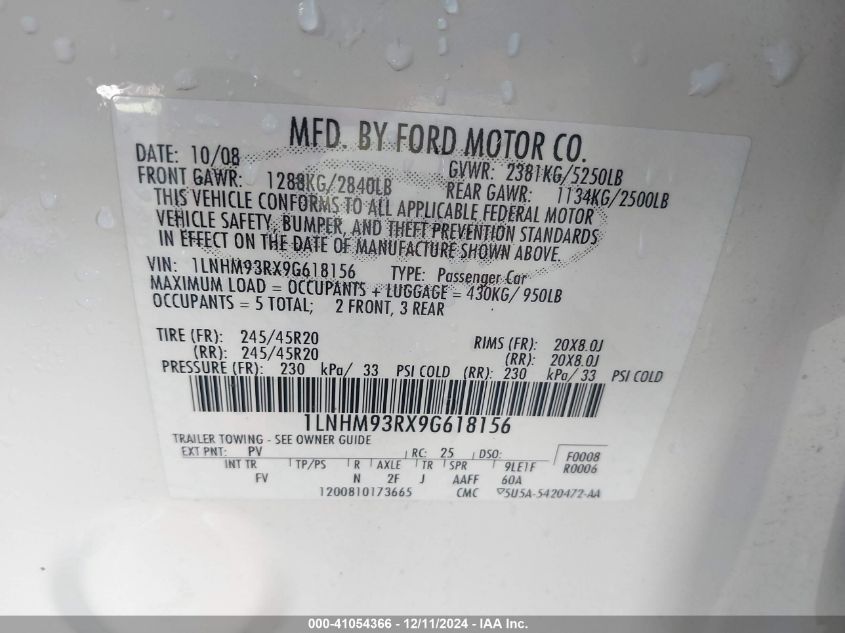 MFD. BY FORD MOTOR CO.
DATE: 10/08 GVWR: 2381KG/5250LB
FRONT GAWR: 1288KG/2840LB REAR GAWR: 1134KG/2500LB
THIS VEHICLE CONFORMS TO ALL APPLICABLE FEDERAL MOTOR
VEHICLE SAFETY, BUMPER, AND THEFT PREVENTION STANDARDS
IN EFFECT ON THE DATE OF MANUFACTURE SHOWN ABOVE.
VIN: 1LNHM93RX9G618156 TYPE: Passenger Car
MAXIMUM LOAD = OCCUPANTS + LUGGAGE = 430KG/ 950LB
OCCUPANTS = 5 TOTAL; 2 FRONT, 3 REAR
TIRE (FR): 245/45R20 RIMS (FR): 20X8.0J
(RR): 245/45R20 (RR): 20X8.0J
PRESSURE (FR): 230 kPa/ 33 PSI COLD (RR): 230 kPa/ 33 PSI COLD
1LNHM93RX9G618156
TRAILER TOWING - SEE OWNER GUIDE
EXT PNT: PV RC: 25 DSO: F0008
INT TR TP/PS R AXLE TR SPR 9LE1F R0006
FV N 2F J AAFF 60A
1200810173665 CMC 5U5A-5420472-AA
000-41054366 - 12/11/2024 - IAA Inc.